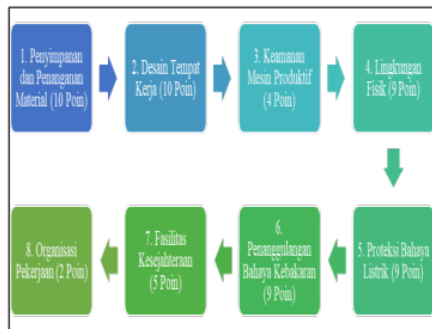 1. Penyimpanan
dan Penanganan
Material (10 Poin)
2. Desain Tempat
Kerja (10 Poin)
3. Keamanan
Mesin Produktif
(4 Poin)
4. Lingkungan
Fisik (9 Poin)
5. Proteksi Bahaya
Listrik (9 Poin)
6.
Penanggulangan
Bahaya Kebakaran
(9 Poin)
7. Fasilitas
Kesejahteraan
(5 Poin)
8. Organisasi
Pekerjaan (2 Poin)